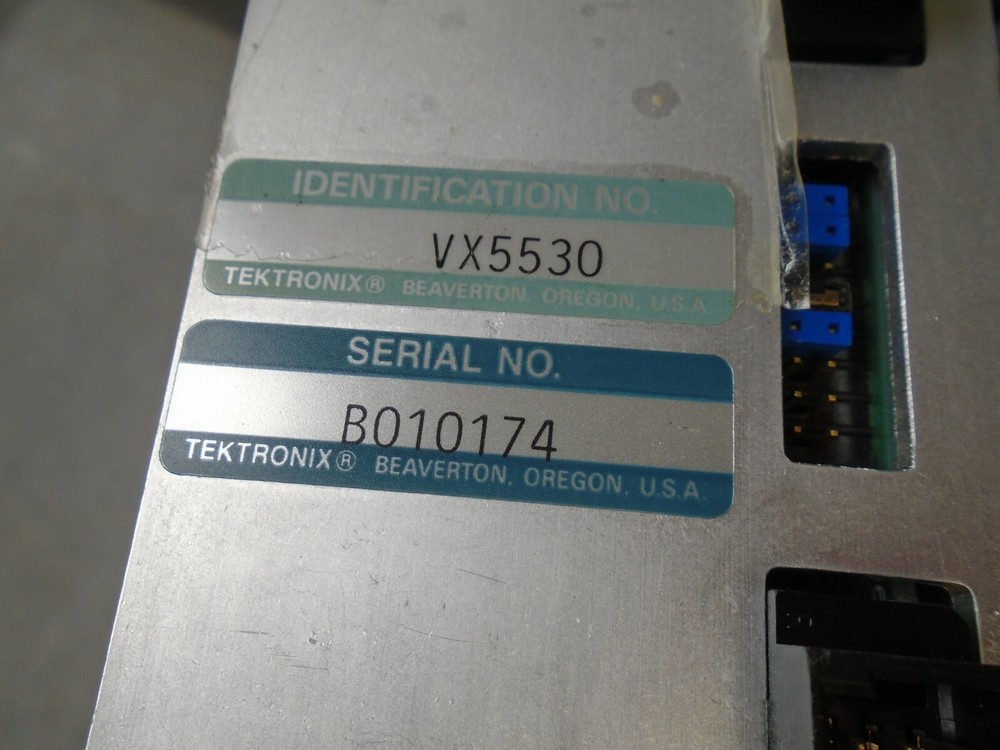 IDENTIFICATION NO.
VX5530
TEKTRONIX® BEAVERTON, OREGON, U.S.A.
SERIAL NO.
B010174
TEKTRONIX® BEAVERTON, OREGON, U.S.A.